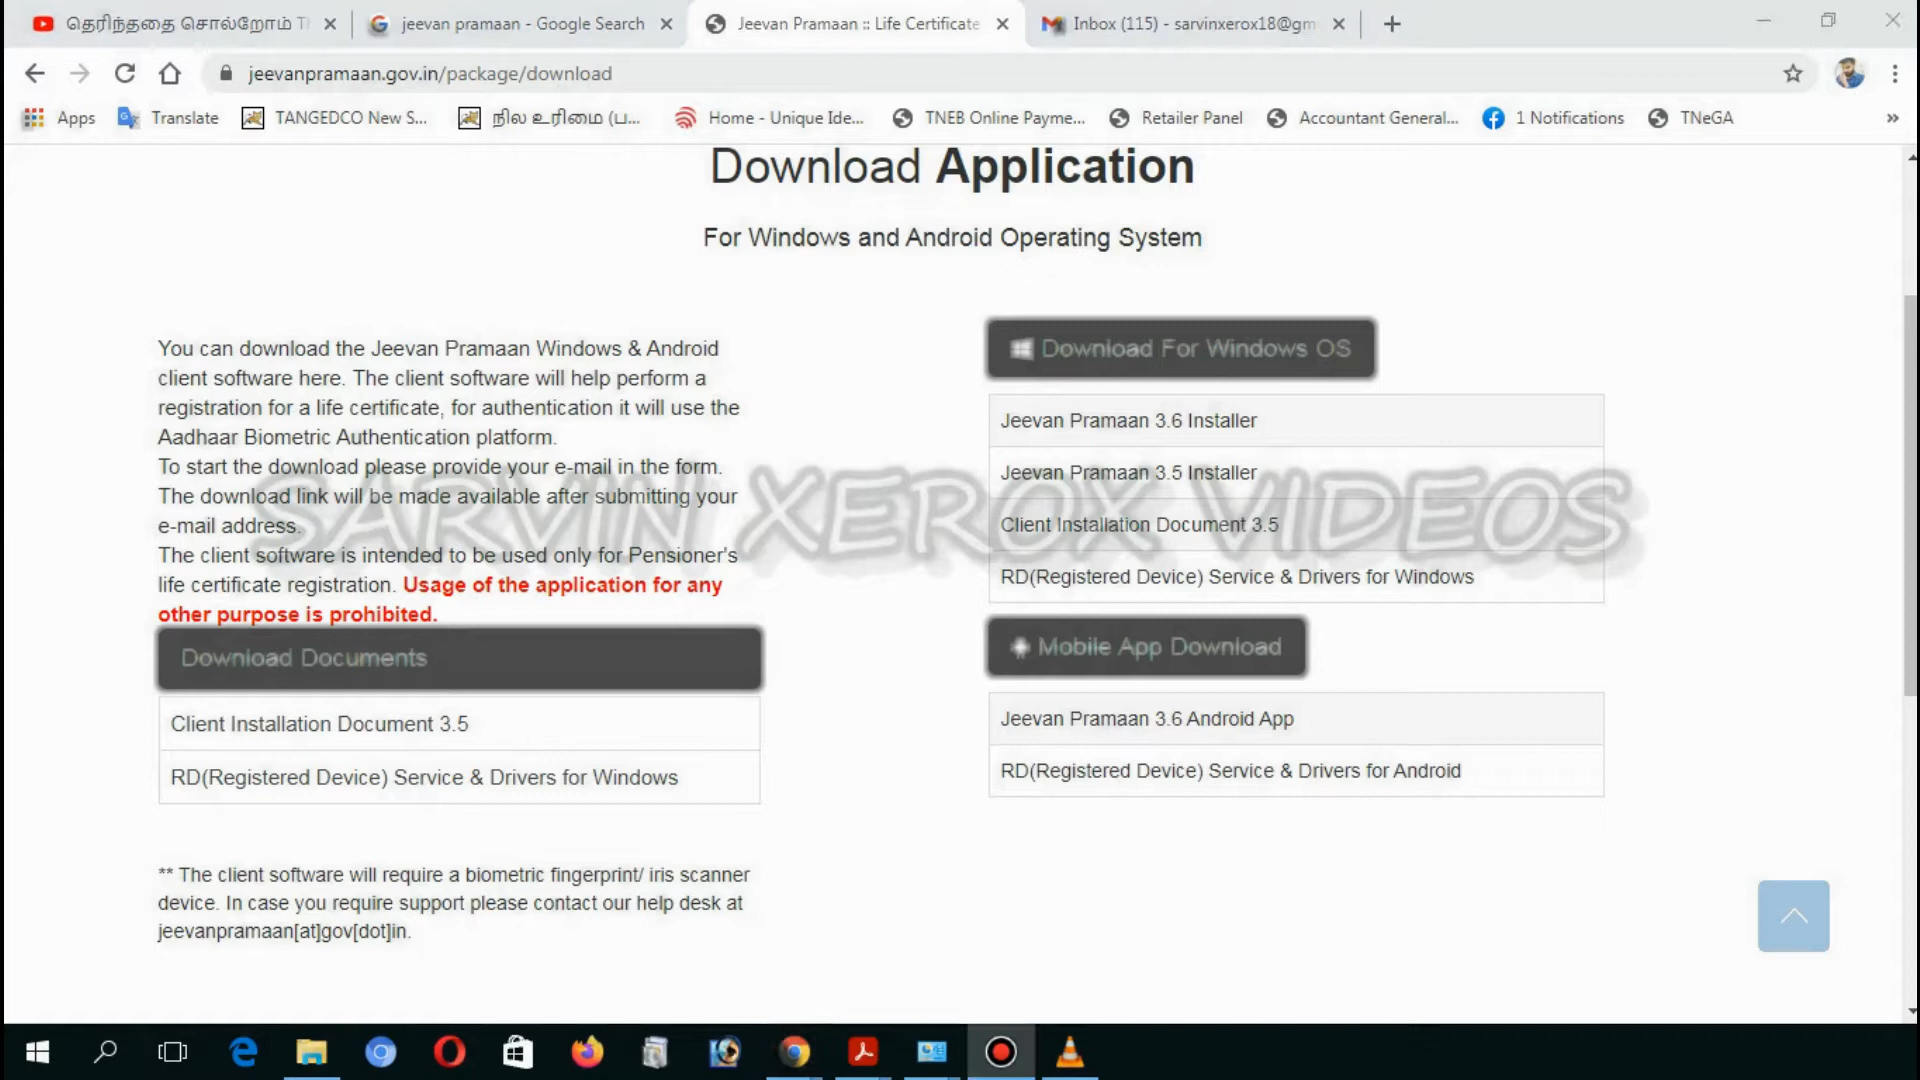 தெரிந்ததை சொல்றோம் T
jeevan pramaan - Google Search
Jeevan Pramaan :: Life Certificate
Inbox (115) - sarvinxerox18@gm
jeevanpramaan.gov.in/package/download
Apps
Translate
TANGEDCO New S...
நில உரிமை (ப...
Home - Unique Ide...
TNEB Online Payme...
Retailer Panel
Accountant General...
1 Notifications
TNeGA
»
Download Application
For Windows and Android Operating System
You can download the Jeevan Pramaan Windows & Android
client software here. The client software will help perform a
registration for a life certificate, for authentication it will use the
Aadhaar Biometric Authentication platform.
To start the download please provide your e-mail in the form.
The download link will be made available after submitting your
e-mail address.
The client software is intended to be used only for Pensioner's
life certificate registration. Usage of the application for any
other purpose is prohibited.
Download Documents
Client Installation Document 3.5
RD(Registered Device) Service & Drivers for Windows
** The client software will require a biometric fingerprint/ iris scanner
device. In case you require support please contact our help desk at
jeevanpramaan[at]gov[dot]in.
Download For Windows OS
Jeevan Pramaan 3.6 Installer
Jeevan Pramaan 3.5 Installer
Client Installation Document 3.5
RD(Registered Device) Service & Drivers for Windows
Mobile App Download
Jeevan Pramaan 3.6 Android App
RD(Registered Device) Service & Drivers for Android
SARVIN XEROX VIDEOS